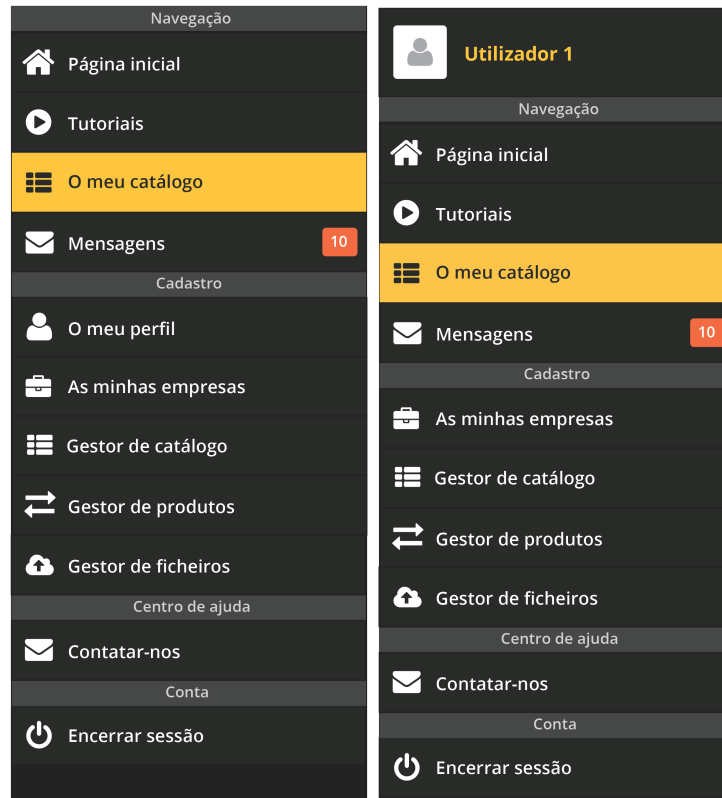 Navegação
Página inicial
Tutoriais
O meu catálogo
Mensagens
10
Cadastro
O meu perfil
As minhas empresas
Gestor de catálogo
Gestor de produtos
Gestor de ficheiros
Centro de ajuda
Contatar-nos
Conta
Encerrar sessão
Utilizador 1
Navegação
Página inicial
Tutoriais
O meu catálogo
Mensagens
10
Cadastro
As minhas empresas
Gestor de catálogo
Gestor de produtos
Gestor de ficheiros
Centro de ajuda
Contatar-nos
Conta
Encerrar sessão